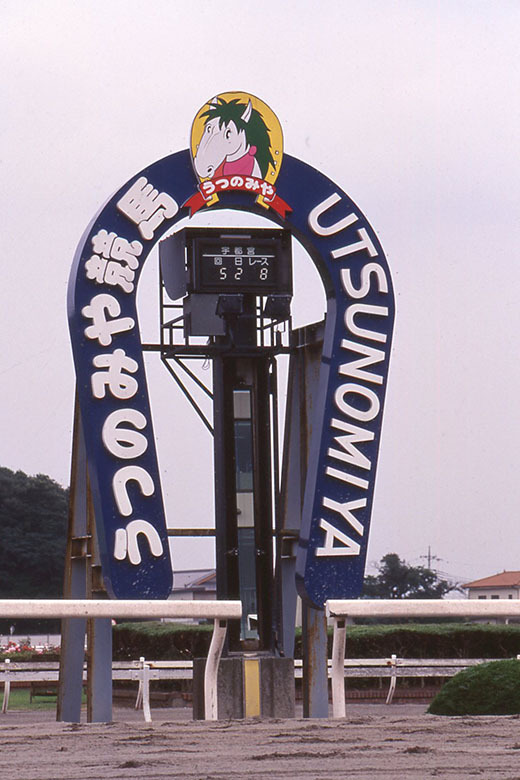 うつのみや
うつのみや競馬
UTSUNOMIYA
宇都宮
回 日 レース
5 2 8